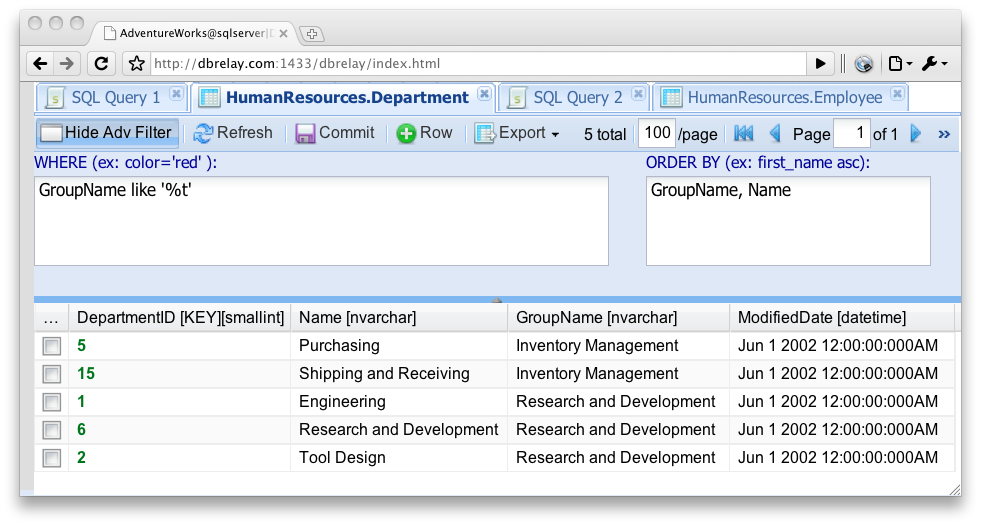 AdventureWorks@sqlserver|
http://dbrelay.com:1433/dbrelay/index.html
SQL Query 1 HumanResources.Department SQL Query 2 HumanResources.Employee
Hide Adv Filter Refresh Commit Row Export 5 total 100 /page Page 1 of 1 »
WHERE (ex: color='red' ): ORDER BY (ex: first_name asc):
GroupName like '%t' GroupName, Name
... DepartmentID [KEY][smallint] Name [nvarchar] GroupName [nvarchar] ModifiedDate [datetime]
5 Purchasing Inventory Management Jun 1 2002 12:00:00:000AM
15 Shipping and Receiving Inventory Management Jun 1 2002 12:00:00:000AM
1 Engineering Research and Development Jun 1 2002 12:00:00:000AM
6 Research and Development Research and Development Jun 1 2002 12:00:00:000AM
2 Tool Design Research and Development Jun 1 2002 12:00:00:000AM